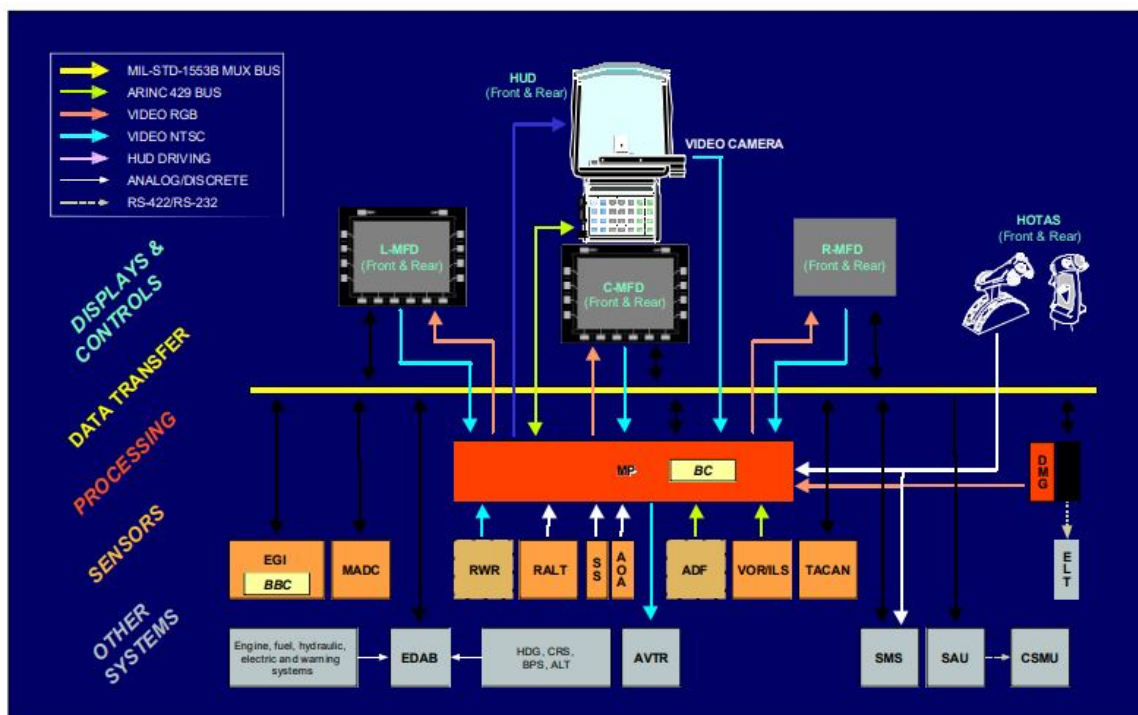 MIL-STD-1553B MUX BUS
ARINC 429 BUS
VIDEO RGB
VIDEO NTSC
HUD DRIVING
ANALOG/DISCRETE
RS-422/RS-232
HUD
(Front & Rear)
VIDEO CAMERA
L-MFD
(Front & Rear)
C-MFD
(Front & Rear)
R-MFD
(Front & Rear)
HOTAS
(Front & Rear)
DISPLAYS &
CONTROLS
DATA TRANSFER
PROCESSING
SENSORS
OTHER
SYSTEMS
MP
BC
DMG
EGI
BBC
MADC
RWR
RALT
SS
AOA
ADF
VOR/ILS
TACAN
ELT
Engine, fuel, hydraulic,
electric and warning
systems
EDAB
HDG, CRS,
BPS, ALT
AVTR
SMS
SAU
CSMU